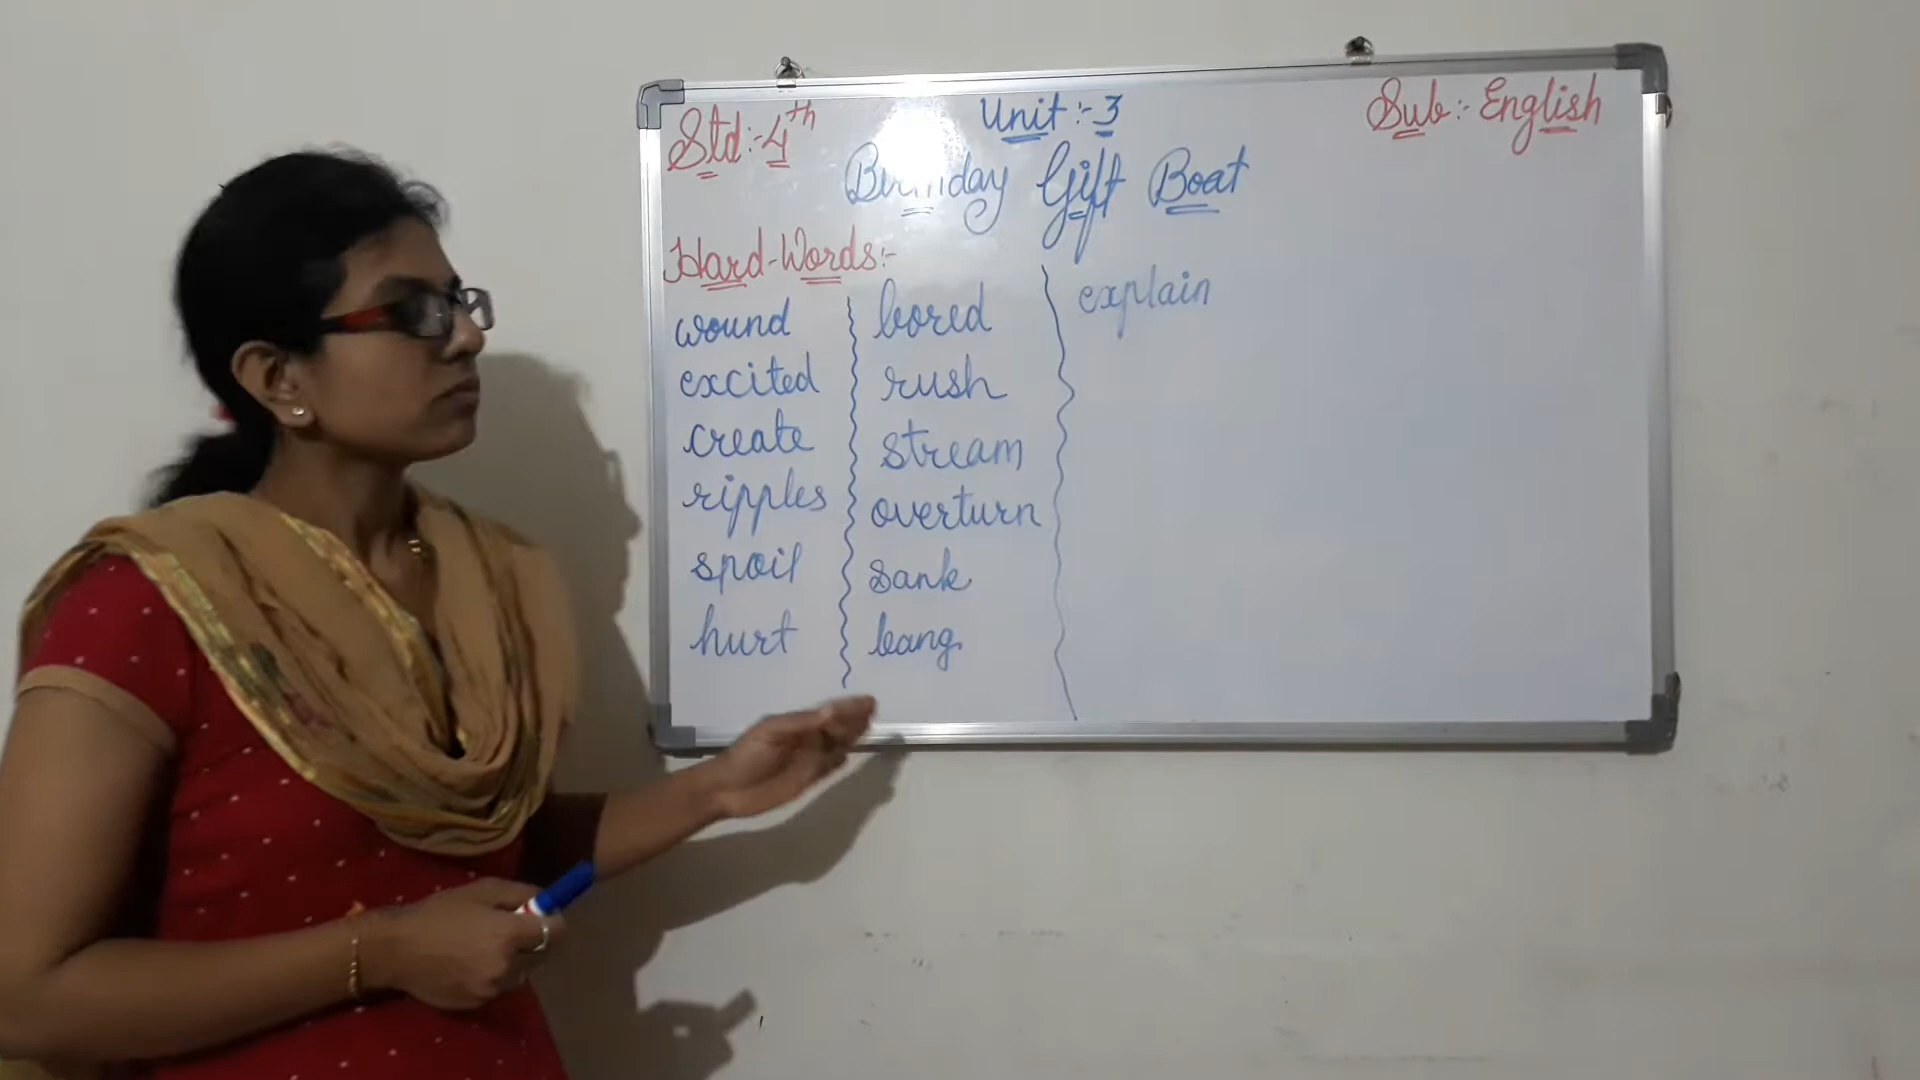 Std:-4th
Unit:-3
Sub:-English
Birthday Gift Boat
Hard-Words:-
wound
excited
create
ripples
spoil
hurt
bored
rush
stream
overturn
sank
bang
explain